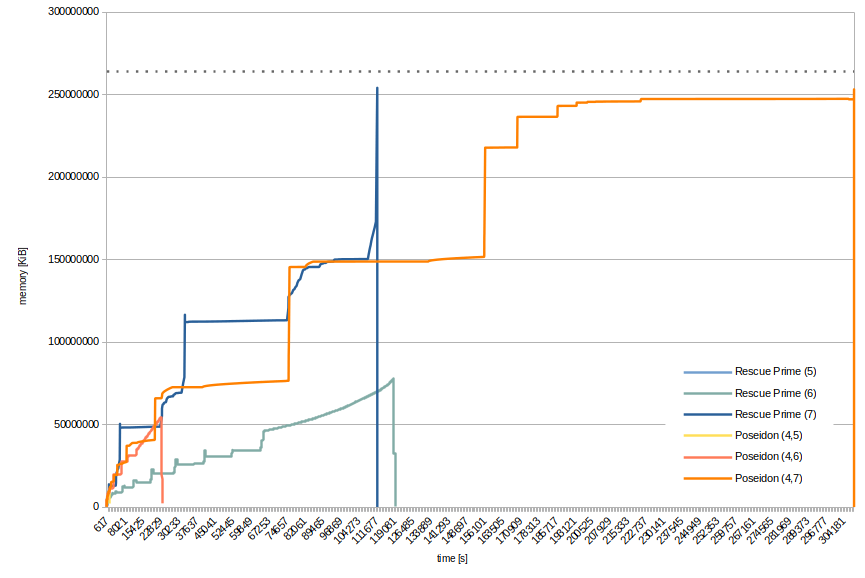 300000000
250000000
200000000
150000000
100000000
50000000
0
memory [KiB]
Rescue Prime (5)
Rescue Prime (6)
Rescue Prime (7)
Poseidon (4,5)
Poseidon (4,6)
Poseidon (4,7)
617 8021 15425 22829 30233 37637 45041 52445 59849 67253 74657 82061 89465 96869 104273 111677 119081 126485 133889 141293 148697 156101 163505 170909 178313 185717 193121 200525 207929 215333 222737 230141 237545 244949 252353 259757 267161 274565 281969 289373 296777 304181
time [s]